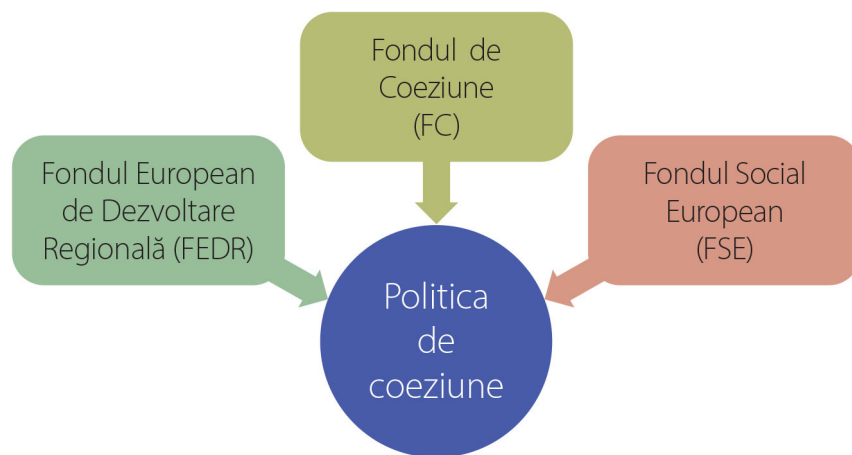 Fondul de
Coeziune
(FC)
Fondul European
de Dezvoltare
Regională (FEDR)
Fondul Social
European
(FSE)
Politica
de
coeziune